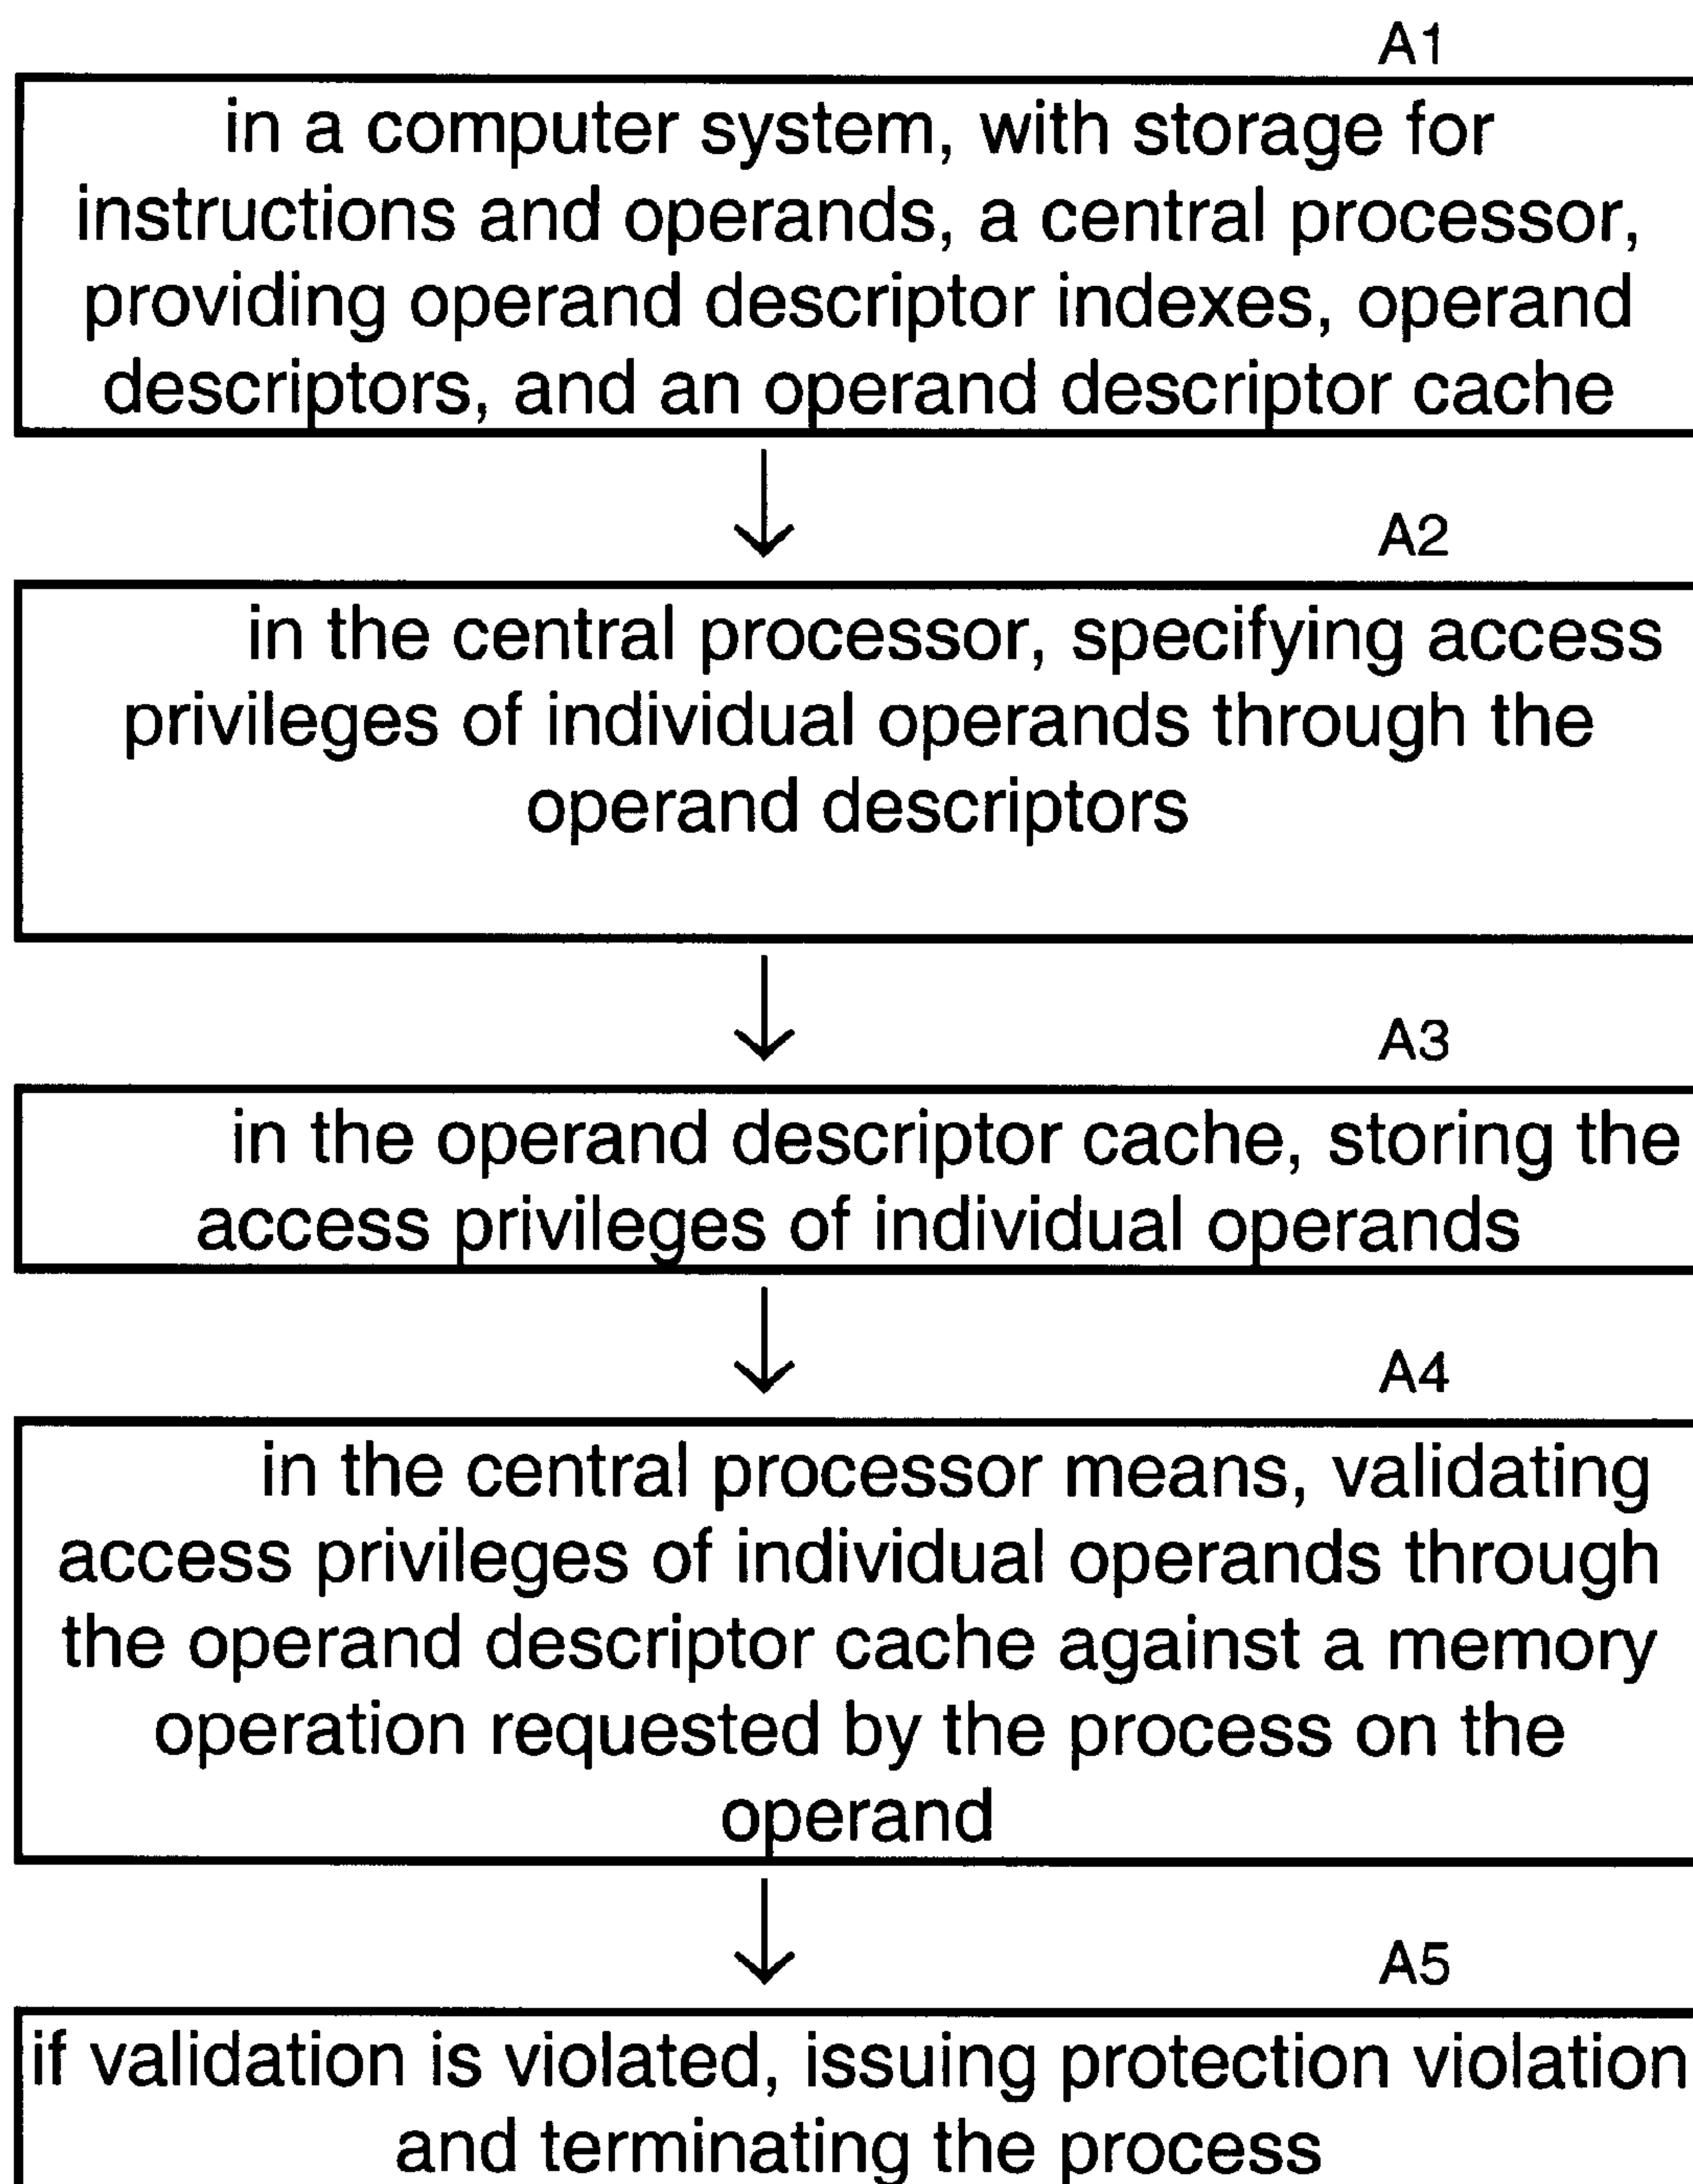 A1
in a computer system, with storage for
instructions and operands, a central processor,
providing operand descriptor indexes, operand
descriptors, and an operand descriptor cache
A2
in the central processor, specifying access
privileges of individual operands through the
operand descriptors
A3
in the operand descriptor cache, storing the
access privileges of individual operands
A4
in the central processor means, validating
access privileges of individual operands through
the operand descriptor cache against a memory
operation requested by the process on the
operand
A5
if validation is violated, issuing protection violation
and terminating the process